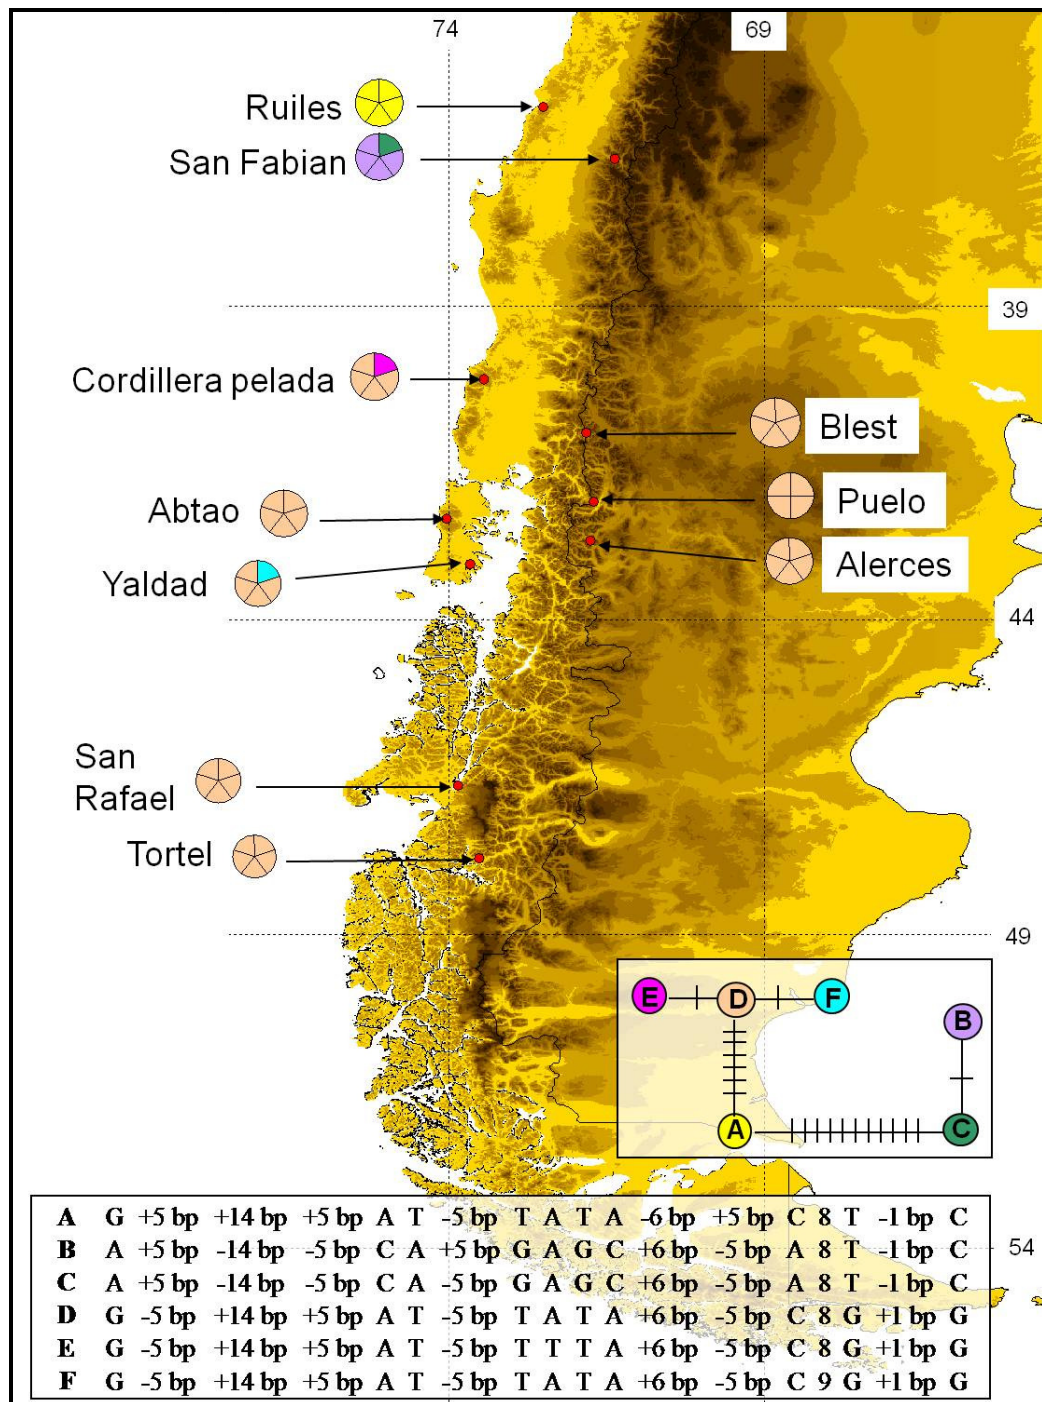 74
69
Ruiles
San Fabian
39
Cordillera pelada
Blest
Abtao
Puelo
Yaldad
Alerces
44
San
Rafael
Tortel
49
E D F
B
A C
A G +5 bp +14 bp +5 bp A T -5 bp T A T A -6 bp +5 bp C 8 T -1 bp C
B A +5 bp -14 bp -5 bp C A +5 bp G A G C +6 bp -5 bp A 8 T -1 bp C
54
C A +5 bp -14 bp -5 bp C A -5 bp G A G C +6 bp -5 bp A 8 T -1 bp C
D G -5 bp +14 bp +5 bp A T -5 bp T A T A +6 bp -5 bp C 8 G +1 bp G
E G -5 bp +14 bp +5 bp A T -5 bp T T T A +6 bp -5 bp C 8 G +1 bp G
F G -5 bp +14 bp +5 bp A T -5 bp T A T A +6 bp -5 bp C 9 G +1 bp G